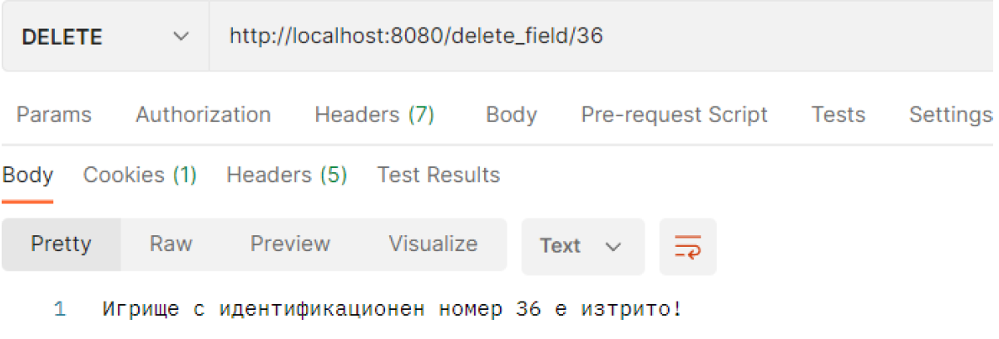 DELETE http://localhost:8080/delete_field/36
Params Authorization Headers (7) Body Pre-request Script Tests Settings
Body Cookies (1) Headers (5) Test Results
Pretty Raw Preview Visualize Text
1 Игрище с идентификационен номер 36 е изтрито!